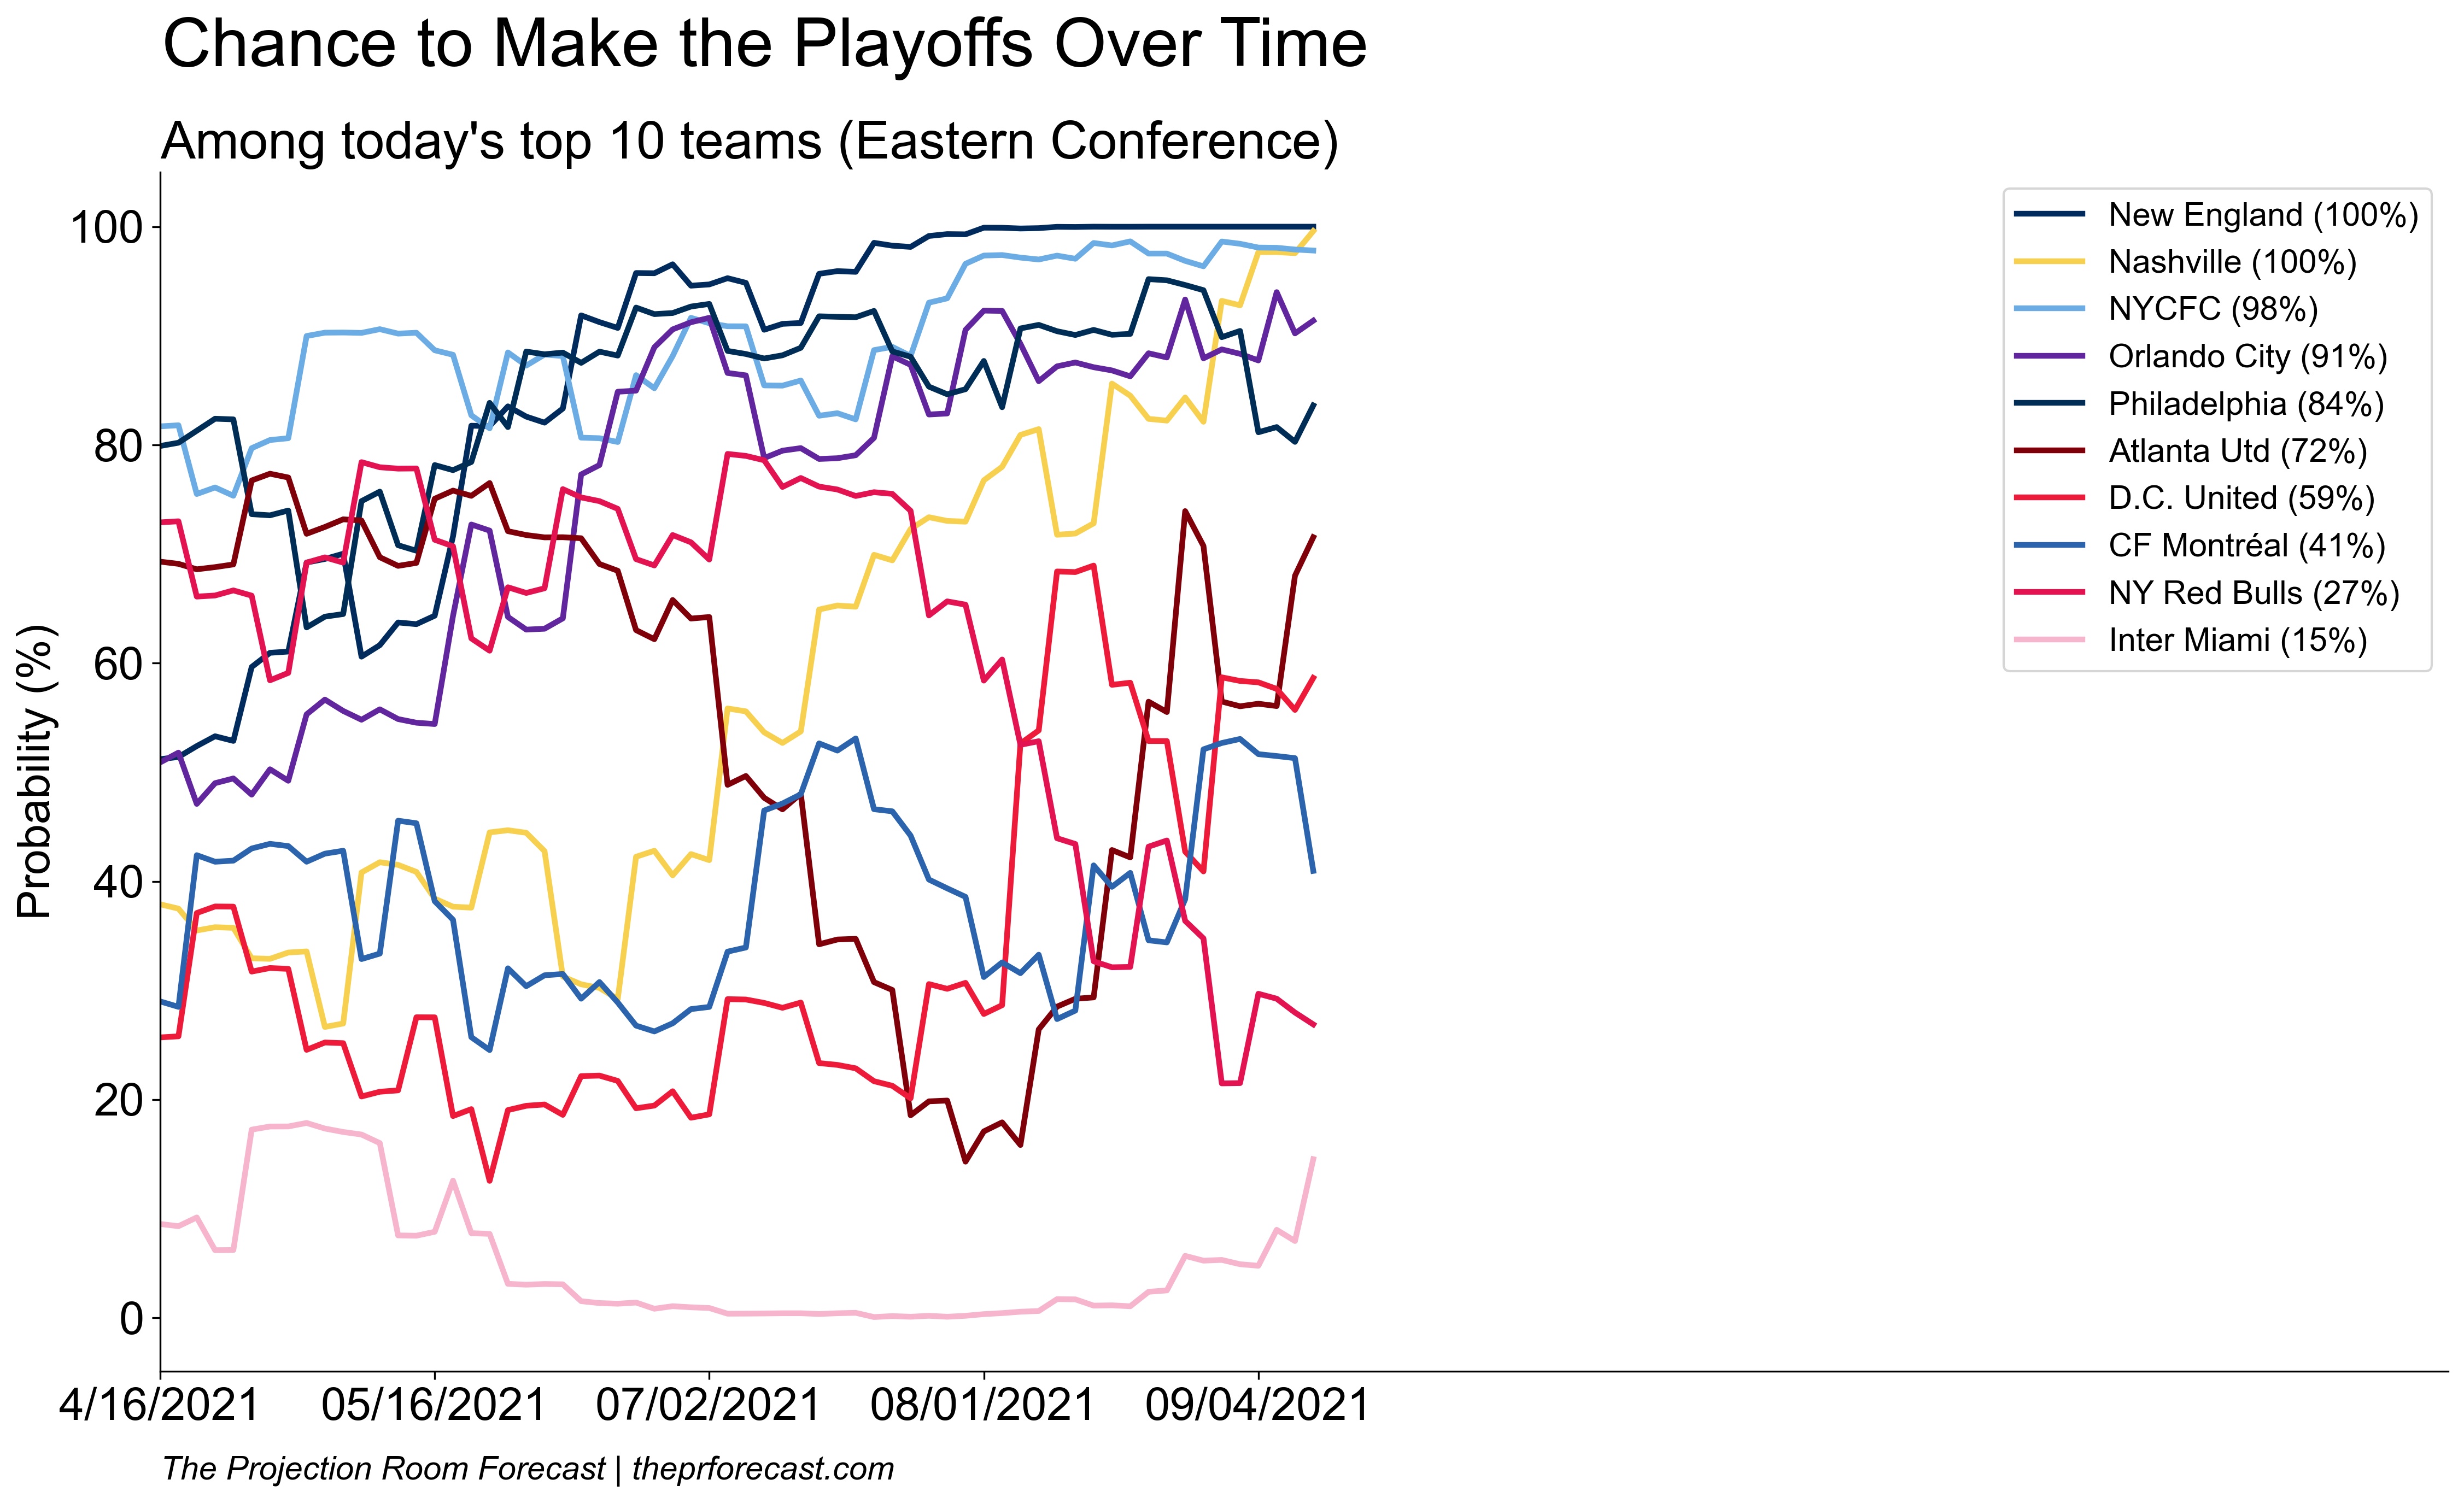 Chance to Make the Playoffs Over Time
Among today's top 10 teams (Eastern Conference)
Probability (%)
100
80
60
40
20
0
New England (100%)
Nashville (100%)
NYCFC (98%)
Orlando City (91%)
Philadelphia (84%)
Atlanta Utd (72%)
D.C. United (59%)
CF Montréal (41%)
NY Red Bulls (27%)
Inter Miami (15%)
4/16/2021 05/16/2021 07/02/2021 08/01/2021 09/04/2021
The Projection Room Forecast | theprforecast.com